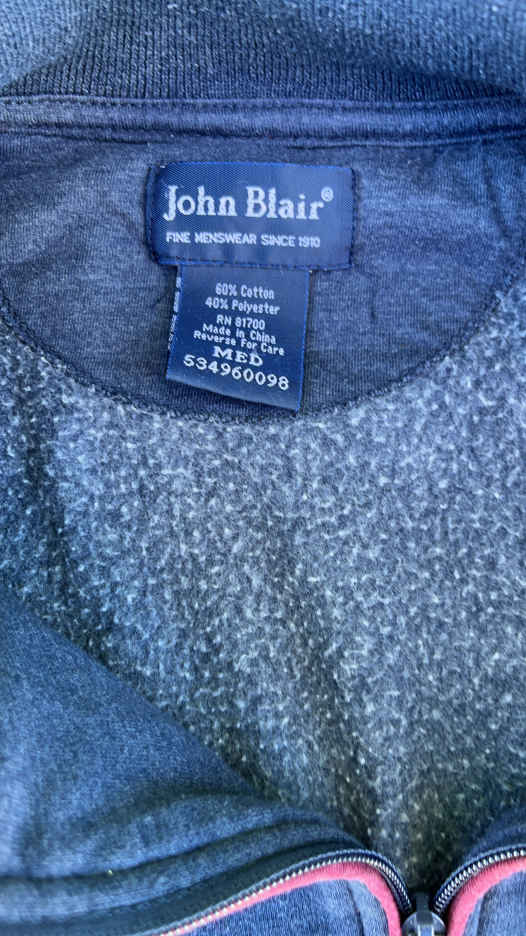 John Blair®
FINE MENSWEAR SINCE 1910
60% Cotton
40% Polyester
RN 81700
Made in China
Reverse For Care
MED
534960098